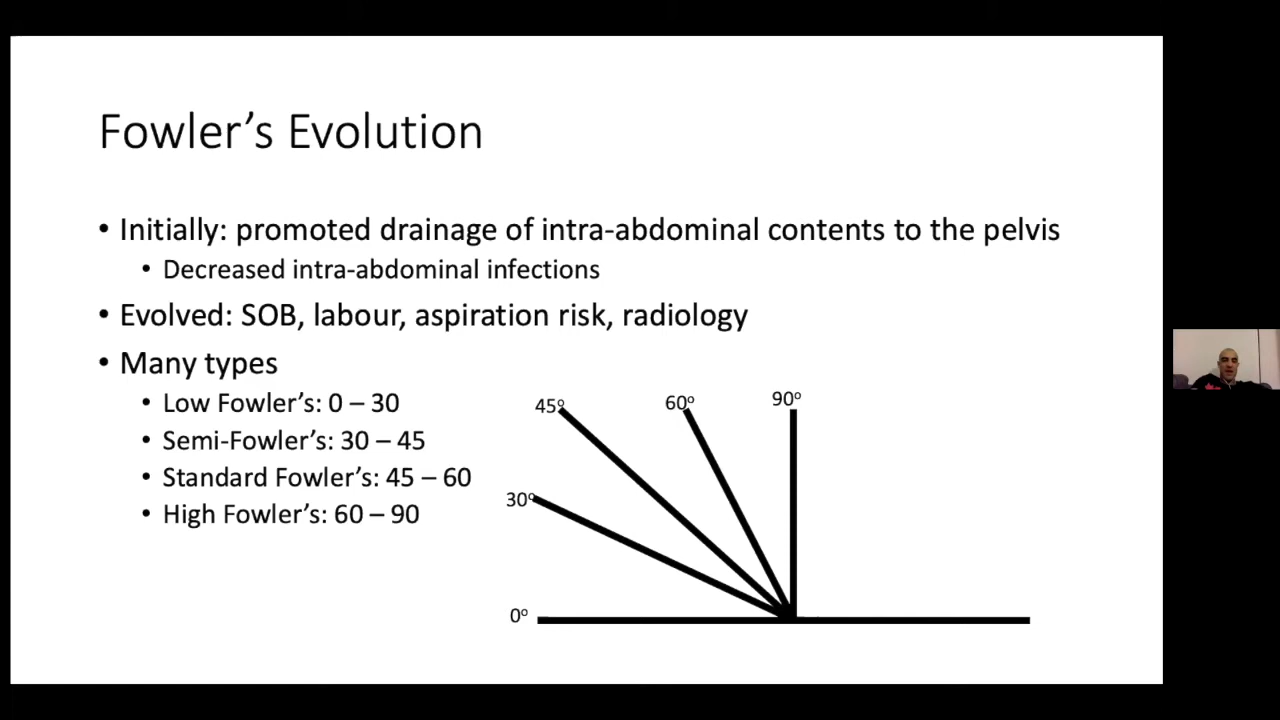 Fowler’s Evolution
• Initially: promoted drainage of intra-abdominal contents to the pelvis
• Decreased intra-abdominal infections
• Evolved: SOB, labour, aspiration risk, radiology
• Many types
• Low Fowler’s: 0 – 30
• Semi-Fowler’s: 30 – 45
• Standard Fowler’s: 45 – 60
• High Fowler’s: 60 – 90
45º
60º
90º
30º
0º